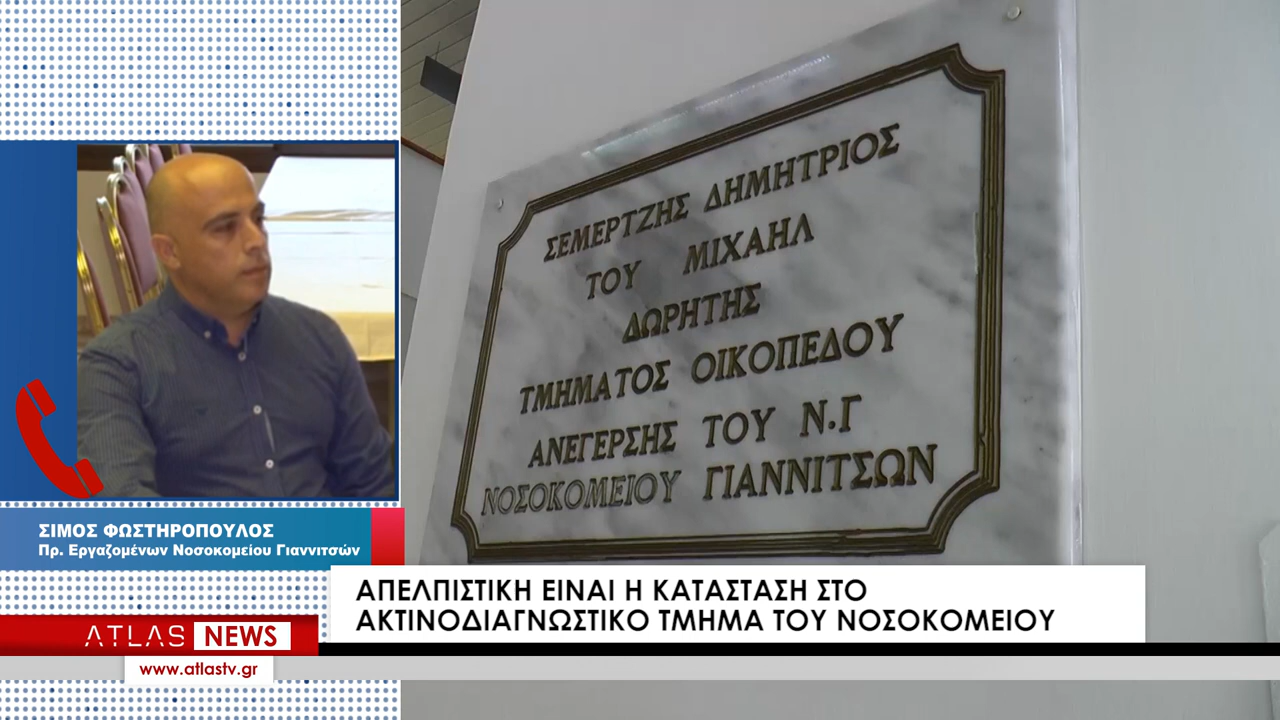 ΣΕΜΕΡΤΖΗΣ ΔΗΜΗΤΡΙΟΣ
ΤΟΥ ΜΙΧΑΗΛ
ΔΩΡΗΤΗΣ
ΤΜΗΜΑΤΟΣ ΟΙΚΟΠΕΔΟΥ
ΑΝΕΓΕΡΣΗΣ ΤΟΥ Ν.Γ
ΝΟΣΟΚΟΜΕΙΟΥ ΓΙΑΝΝΙΤΣΩΝ
ΣΙΜΟΣ ΦΩΣΤΗΡΟΠΟΥΛΟΣ
Πρ. Εργαζομένων Νοσοκομείου Γιαννιτσών
ΑΠΕΛΠΙΣΤΙΚΗ ΕΙΝΑΙ Η ΚΑΤΑΣΤΑΣΗ ΣΤΟ
ΑΚΤΙΝΟΔΙΑΓΝΩΣΤΙΚΟ ΤΜΗΜΑ ΤΟΥ ΝΟΣΟΚΟΜΕΙΟΥ
ATLAS NEWS
www.atlastv.gr